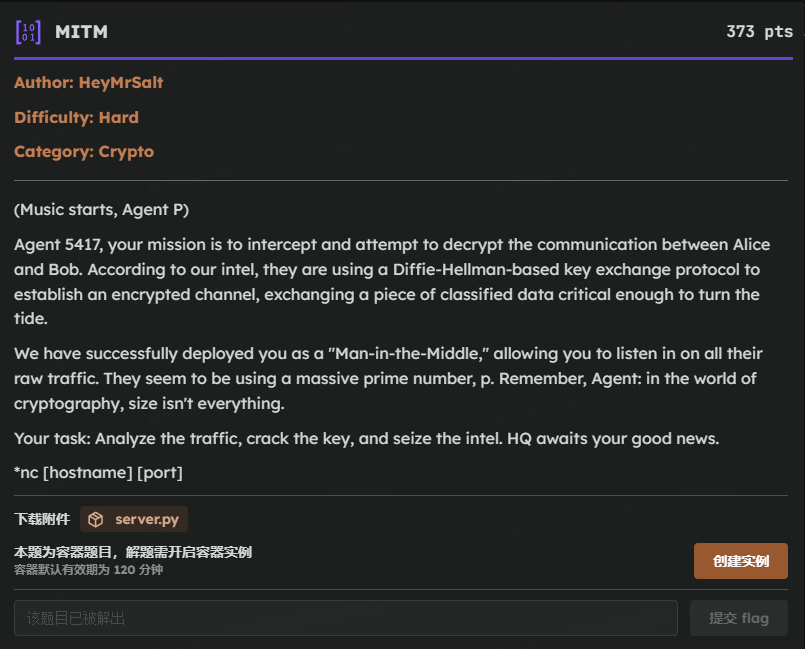 MITM
373 pts
Author: HeyMrSalt
Difficulty: Hard
Category: Crypto
(Music starts, Agent P)
Agent 5417, your mission is to intercept and attempt to decrypt the communication between Alice
and Bob. According to our intel, they are using a Diffie-Hellman-based key exchange protocol to
establish an encrypted channel, exchanging a piece of classified data critical enough to turn the
tide.
We have successfully deployed you as a "Man-in-the-Middle," allowing you to listen in on all their
raw traffic. They seem to be using a massive prime number, p. Remember, Agent: in the world of
cryptography, size isn't everything.
Your task: Analyze the traffic, crack the key, and seize the intel. HQ awaits your good news.
*nc [hostname] [port]
下载附件 server.py
本题为容器题目，解题需开启容器实例
容器默认有效期为 120 分钟
创建实例
该题目已被解出
提交 flag